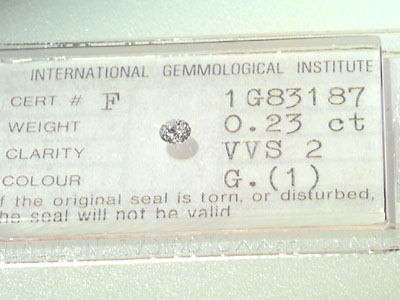 INTERNATIONAL GEMMOLOGICAL INSTITUTE
CERT. # F 1G83187
WEIGHT 0.23 ct
CLARITY VVS 2
COLOUR G.(1)
f the original seal is torn, or disturbed,
he seal will not be valid